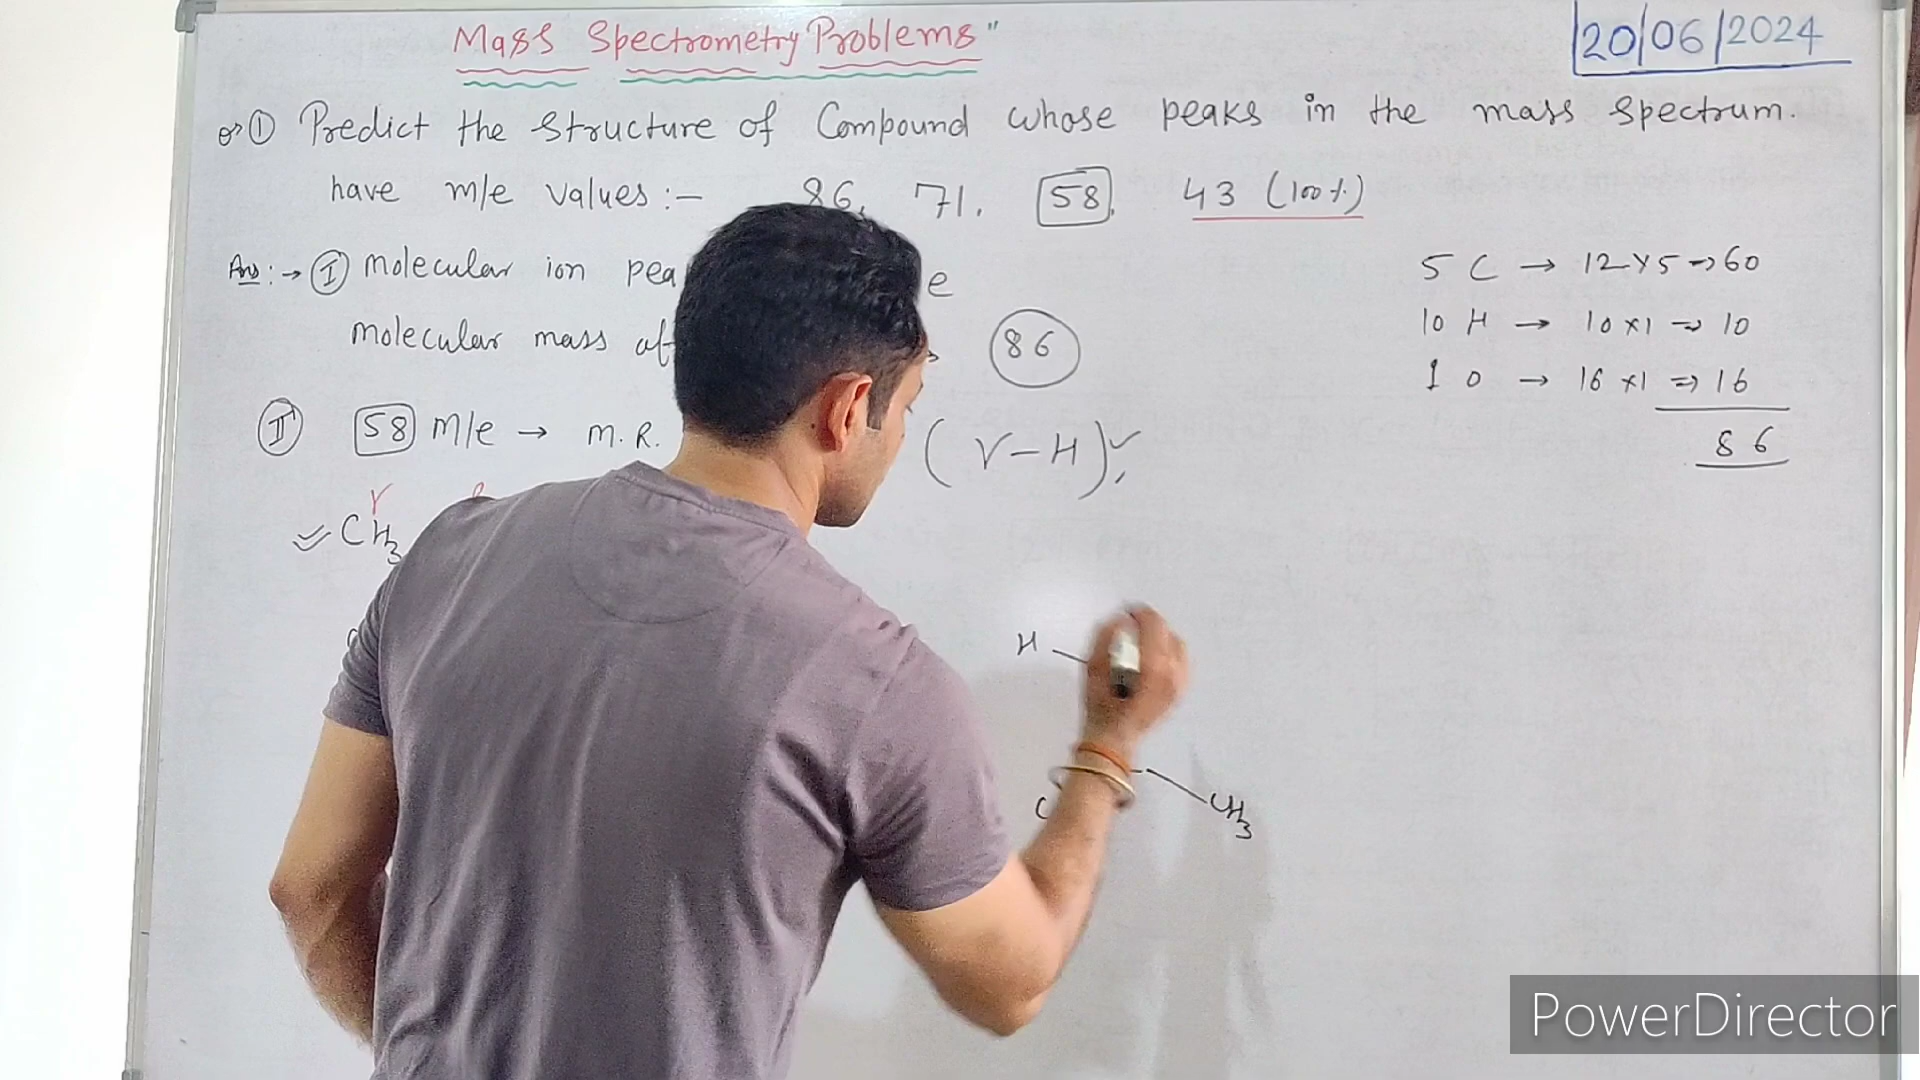 Mass Spectrometry Problems"
20/06/2024
① Predict the structure of Compound whose peaks in the mass spectrum.
have m/e values :- 86, 71, 58, 43 (100%)
Ans :→ Ⅰ molecular ion pea e
molecular mass of 86
58 m/e → M.R. (γ-H)
γ
CH3
H
C
CH3
5 C → 12×5 ⇒ 60
10 H → 10×1 ⇒ 10
1 O → 16×1 ⇒ 16
86
PowerDirector